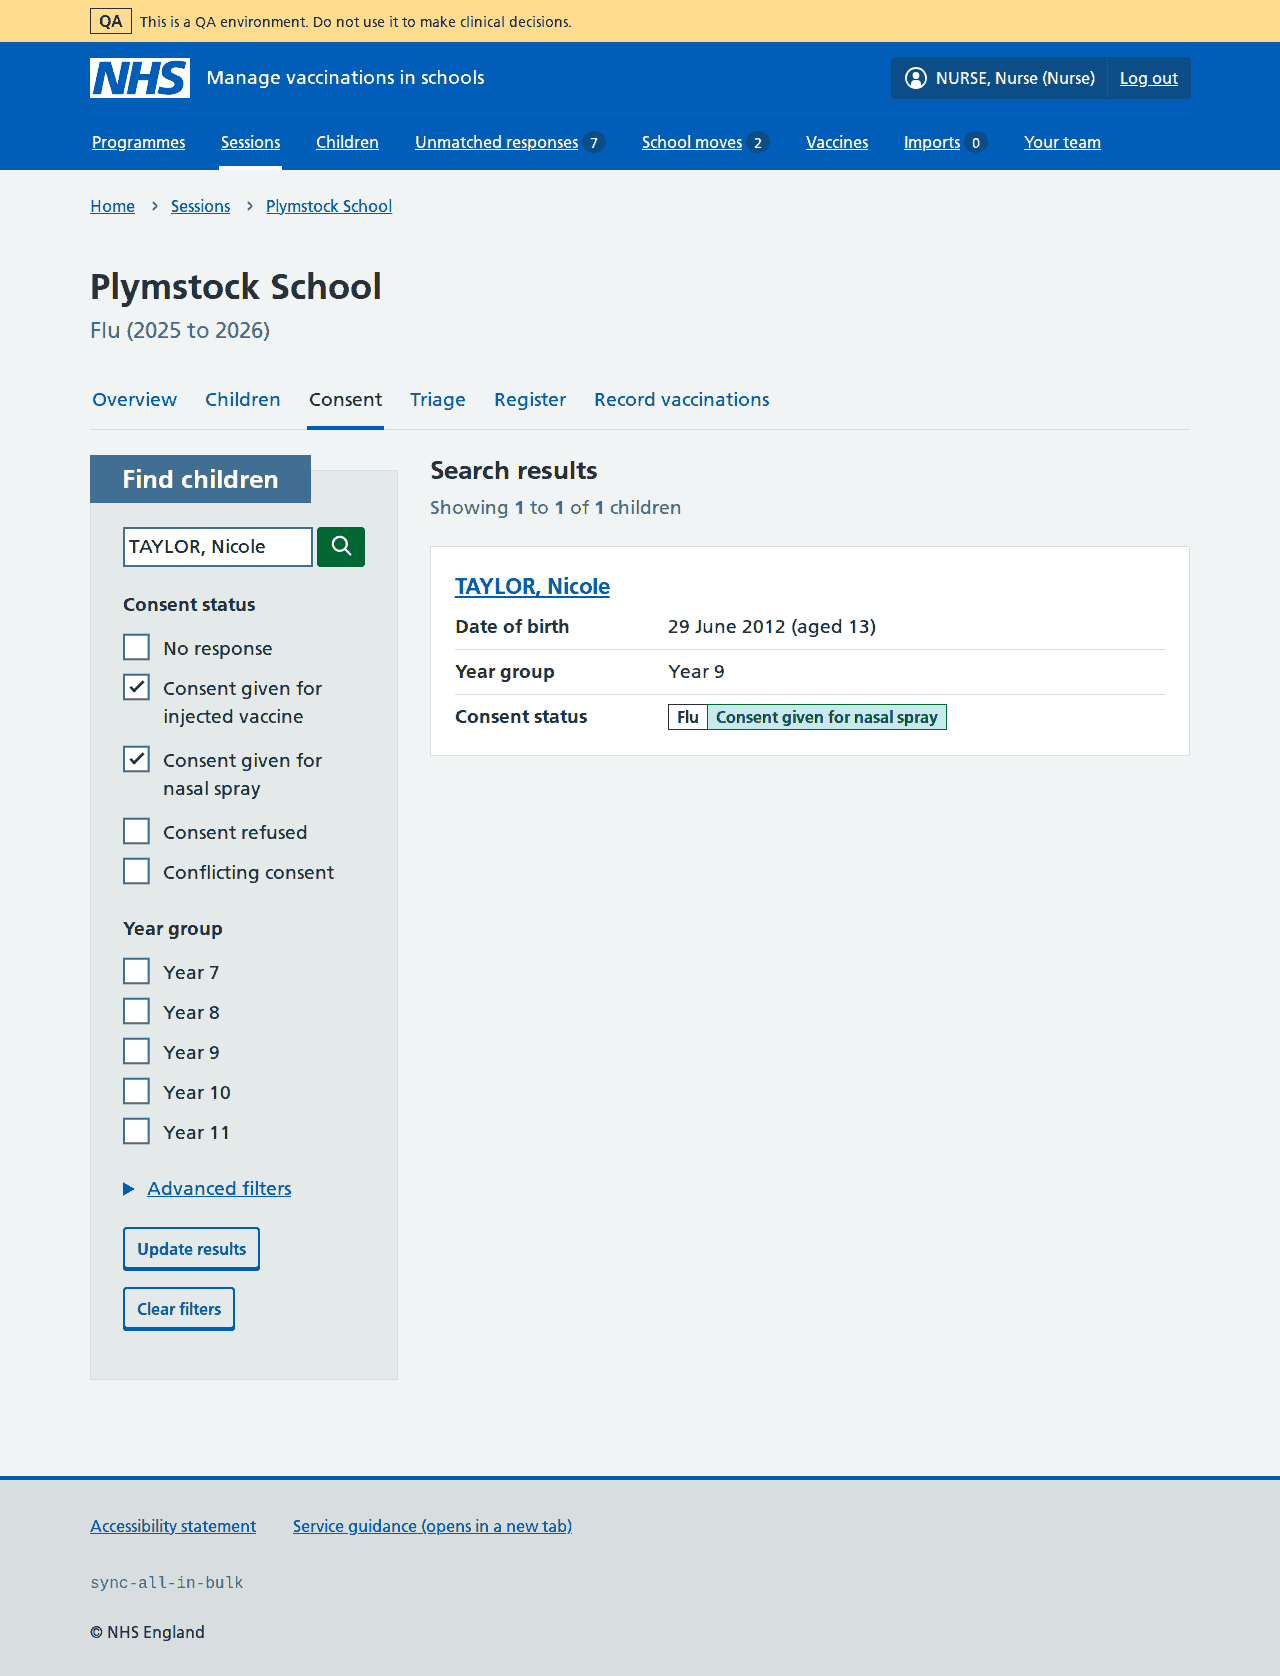 QA This is a QA environment. Do not use it to make clinical decisions.
NHS Manage vaccinations in schools NURSE, Nurse (Nurse) Log out
Programmes Sessions Children Unmatched responses 7 School moves 2 Vaccines Imports 0 Your team
Home Sessions Plymstock School
Plymstock School
Flu (2025 to 2026)
Overview Children Consent Triage Register Record vaccinations
Find children
TAYLOR, Nicole
Consent status
No response
Consent given for
injected vaccine
Consent given for
nasal spray
Consent refused
Conflicting consent
Year group
Year 7
Year 8
Year 9
Year 10
Year 11
Advanced filters
Update results
Clear filters
Search results
Showing 1 to 1 of 1 children
TAYLOR, Nicole
Date of birth 29 June 2012 (aged 13)
Year group Year 9
Consent status Flu Consent given for nasal spray
Accessibility statement Service guidance (opens in a new tab)
sync-all-in-bulk
© NHS England